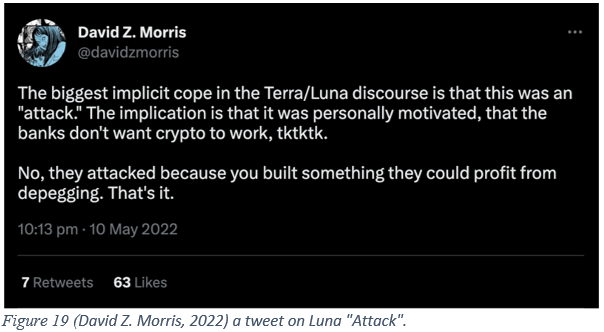 David Z. Morris
@davidzmorris
The biggest implicit cope in the Terra/Luna discourse is that this was an
"attack." The implication is that it was personally motivated, that the
banks don't want crypto to work, tktktk.
No, they attacked because you built something they could profit from
depegging. That's it.
10:13 pm · 10 May 2022
7 Retweets 63 Likes
Figure 19 (David Z. Morris, 2022) a tweet on Luna "Attack".